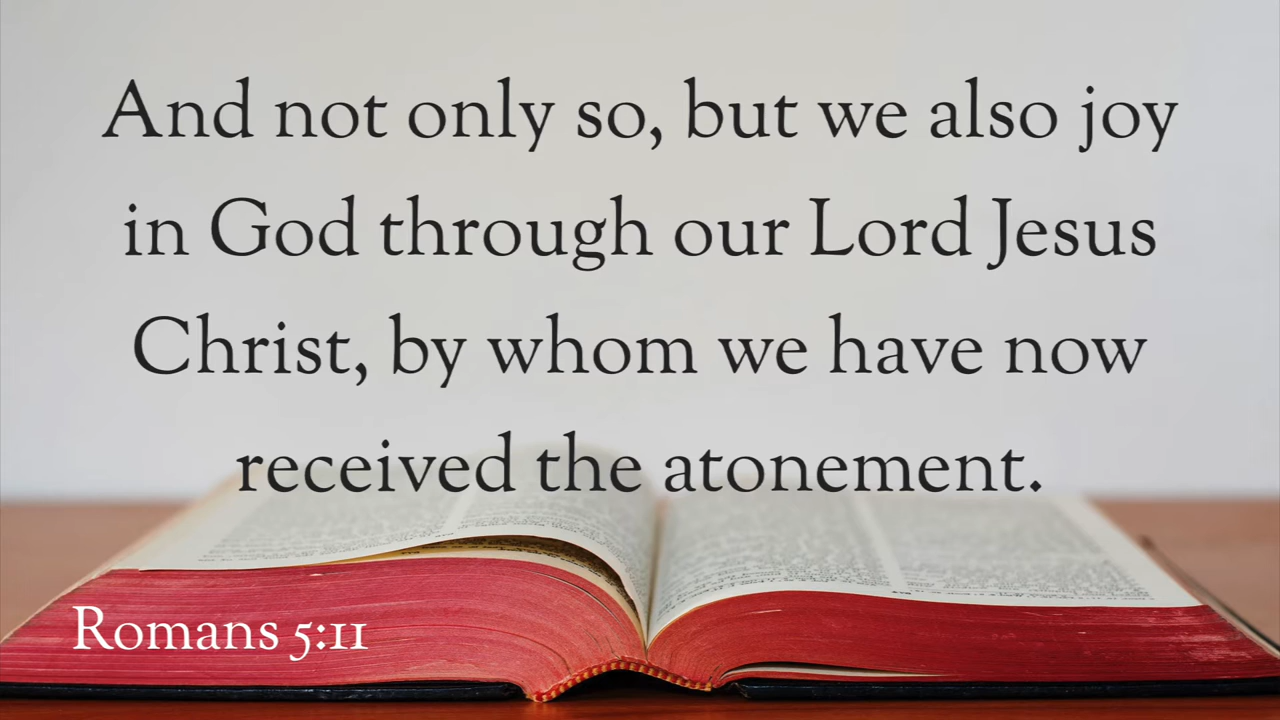 And not only so, but we also joy
in God through our Lord Jesus
Christ, by whom we have now
received the atonement.
Romans 5:11